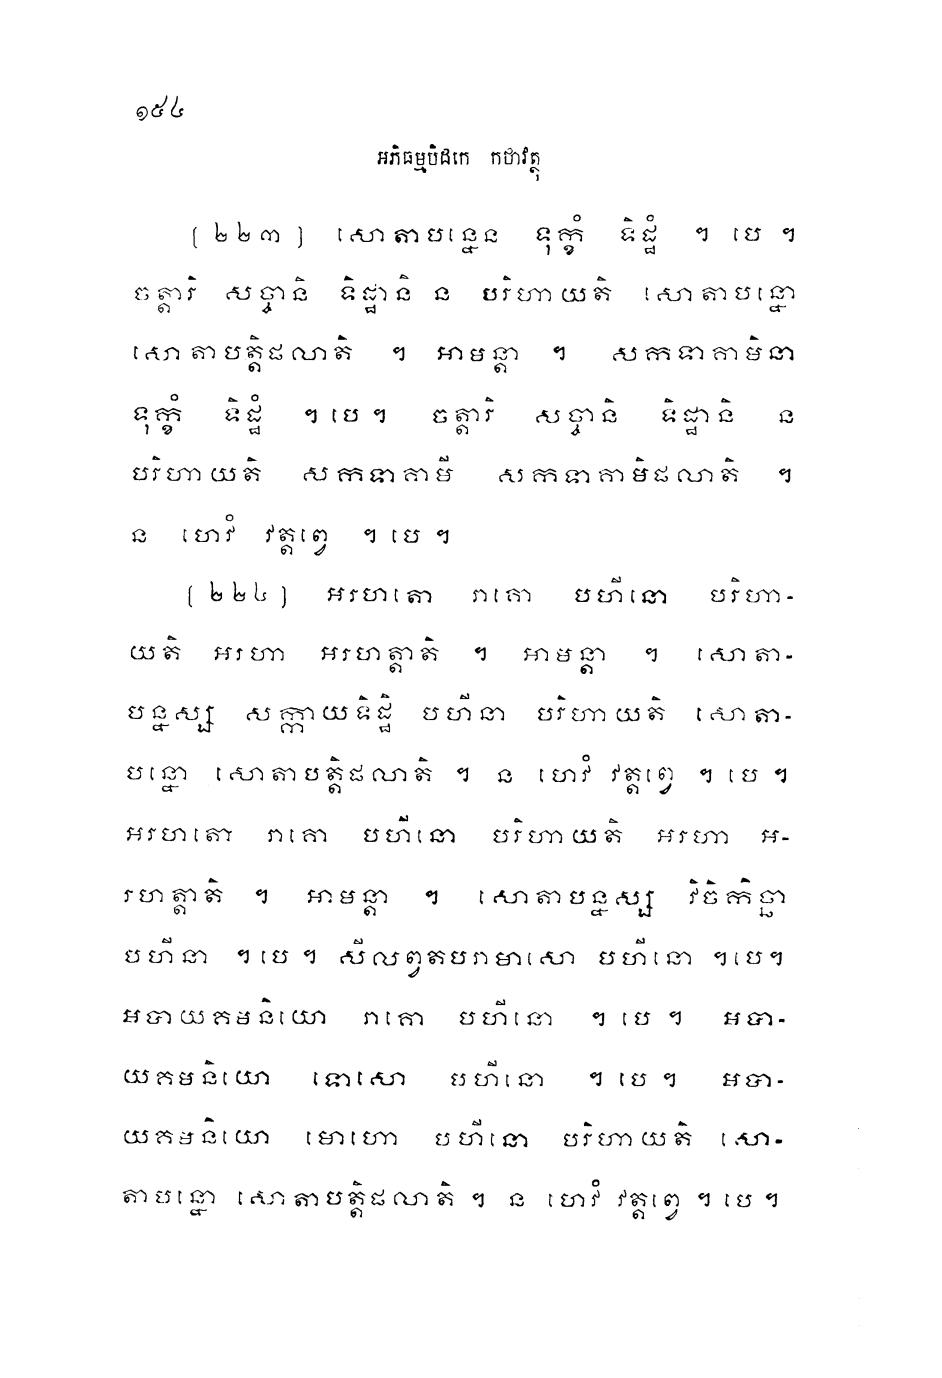 ១៥៤
អភិធម្មបិដកេ កថាវត្ថុ
(២២៣) សោតាបន្នេន ទុក្ខំ ទិដ្ឋំ ។ បេ ។
ចត្តារិ សច្ចានិ ទិដ្ឋានិ ន បរិហាយតិ សោតាបន្នោ
សោតាបត្តិផលាតិ ។ អាមន្តា ។ សកទាគាមិនា
ទុក្ខំ ទិដ្ឋំ ។ បេ ។ ចត្តារិ សច្ចានិ ទិដ្ឋានិ ន
បរិហាយតិ សកទាគាមី សកទាគាមិផលាតិ ។
ន ហេវំ វត្តព្វេ ។ បេ ។
(២២៤) អរហតោ រាគោ បហីនោ បរិហា-
យតិ អរហា អរហត្តាតិ ។ អាមន្តា ។ សោតា-
បន្នស្ស សក្កាយទិដ្ឋិ បហីនា បរិហាយតិ សោតា-
បន្នោ សោតាបត្តិផលាតិ ។ ន ហេវំ វត្តព្វេ ។ បេ ។
អរហតោ រាគោ បហីនោ បរិហាយតិ អរហា អ-
រហត្តាតិ ។ អាមន្តា ។ សោតាបន្នស្ស វិចិកិច្ឆា
បហីនា ។ បេ ។ សីលព្វតបរាមាសោ បហីនោ ។ បេ ។
អបាយគមនិយោ រាគោ បហីនោ ។ បេ ។ អបា-
យគមនិយោ ទោសោ បហីនោ ។ បេ ។ អបា-
យគមនិយោ មោហោ បហីនោ បរិហាយតិ សោ-
តាបន្នោ សោតាបត្តិផលាតិ ។ ន ហេវំ វត្តព្វេ ។ បេ ។